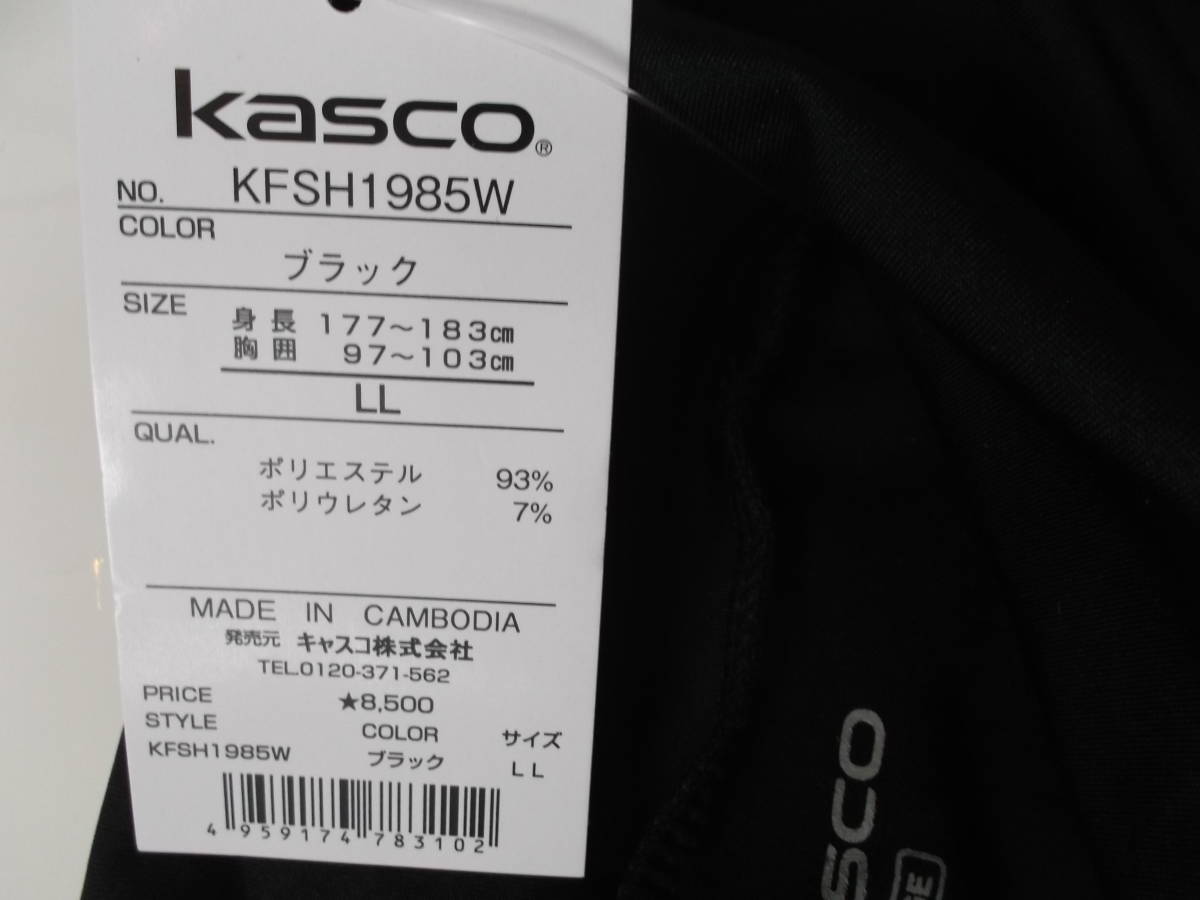 kasco®
NO. KFSH1985W
COLOR
ブラック
SIZE
身長 177～183㎝
胸囲 97～103㎝
LL
QUAL.
ポリエステル 93%
ポリウレタン 7%
MADE IN CAMBODIA
発売元 キャスコ株式会社
TEL.0120-371-562
PRICE ★8,500
STYLE COLOR サイズ
KFSH1985W ブラック LL
4 959174 783102
SCO